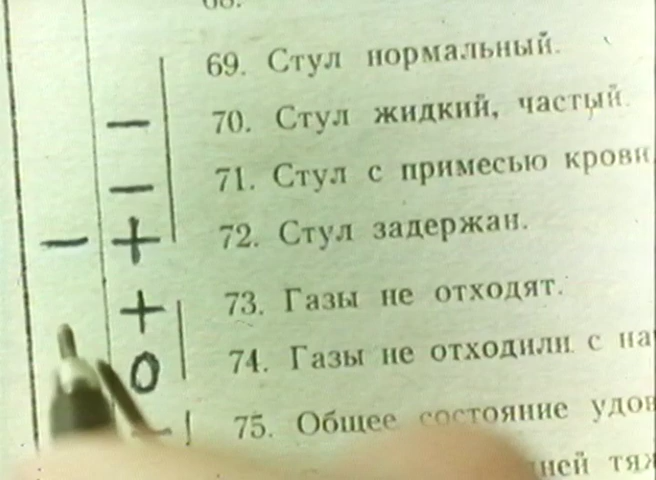 69. Стул нормальный.
— 70. Стул жидкий, частый.
— 71. Стул с примесью крови
— + 72. Стул задержан.
+ 73. Газы не отходят.
0 74. Газы не отходили с
— 75. Общее состояние